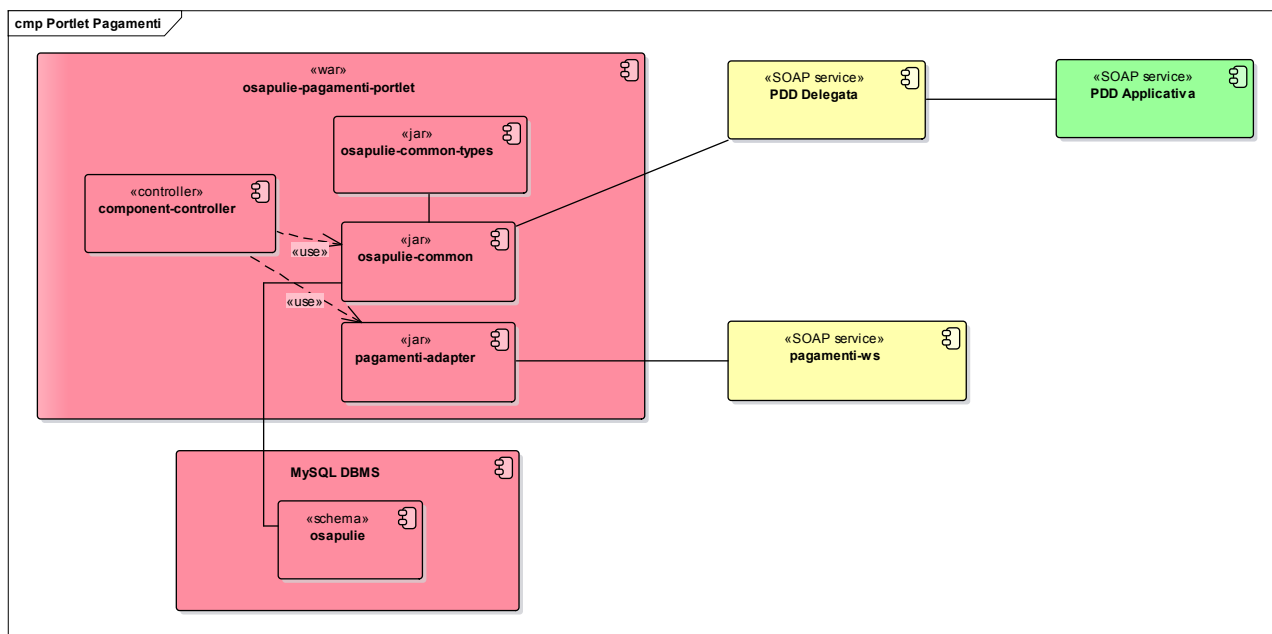 cmp Portlet Pagamenti
«war»
osapulie-pagamenti-portlet
«jar»
osapulie-common-types
«controller»
component-controller
«use»
«jar»
osapulie-common
«use»
«jar»
pagamenti-adapter
«SOAP service»
PDD Delegata
«SOAP service»
PDD Applicativa
«SOAP service»
pagamenti-ws
MySQL DBMS
«schema»
osapulie